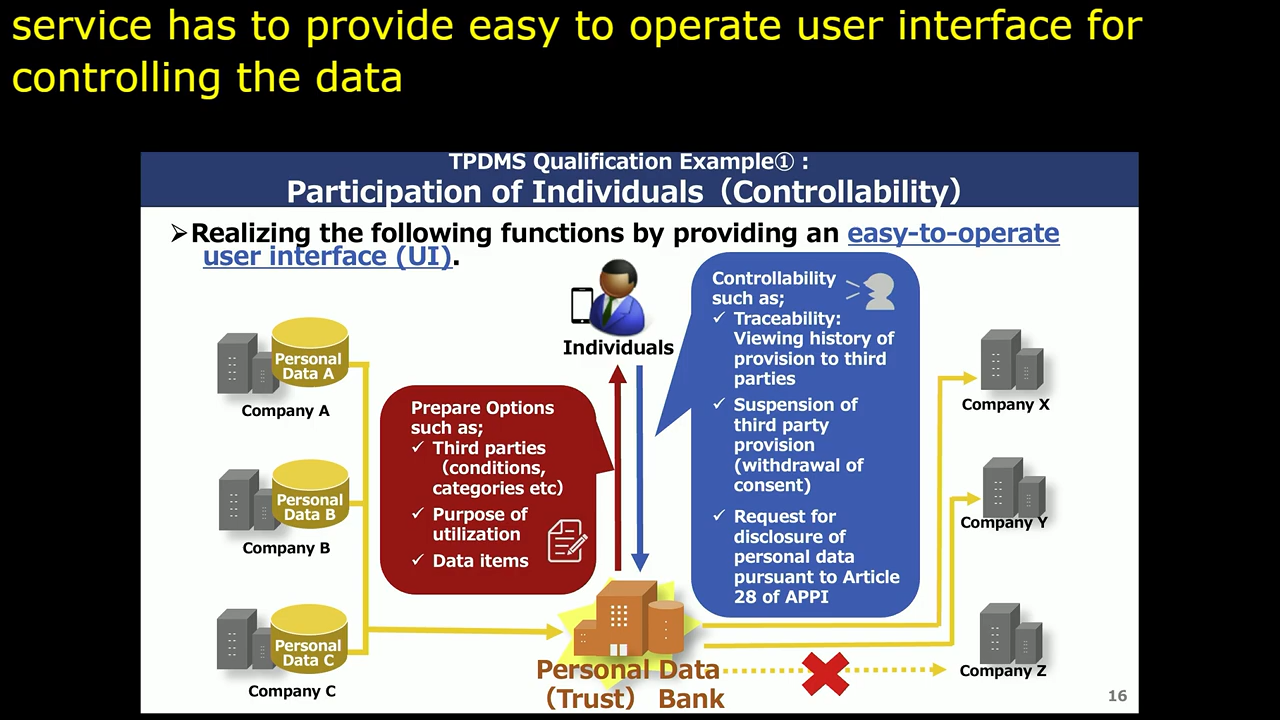 service has to provide easy to operate user interface for
controlling the data
TPDMS Qualification Example①:
Participation of Individuals（Controllability）
➢Realizing the following functions by providing an easy-to-operate
user interface (UI).
Individuals
Personal
Data A
Company A
Personal
Data B
Company B
Personal
Data C
Company C
Prepare Options
such as;
✓ Third parties
（conditions,
categories etc）
✓ Purpose of
utilization
✓ Data items
Controllability
such as;
✓ Traceability:
Viewing history of
provision to third
parties
✓ Suspension of
third party
provision
(withdrawal of
consent)
✓ Request for
disclosure of
personal data
pursuant to Article
28 of APPI
Personal Data
（Trust） Bank
Company X
Company Y
Company Z
16